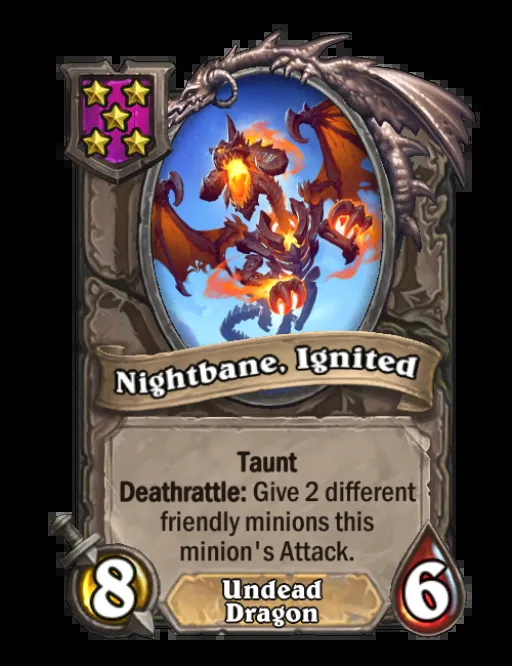 Nightbane, Ignited
Taunt
Deathrattle: Give 2 different
friendly minions this
minion's Attack.
8
Undead
Dragon
6